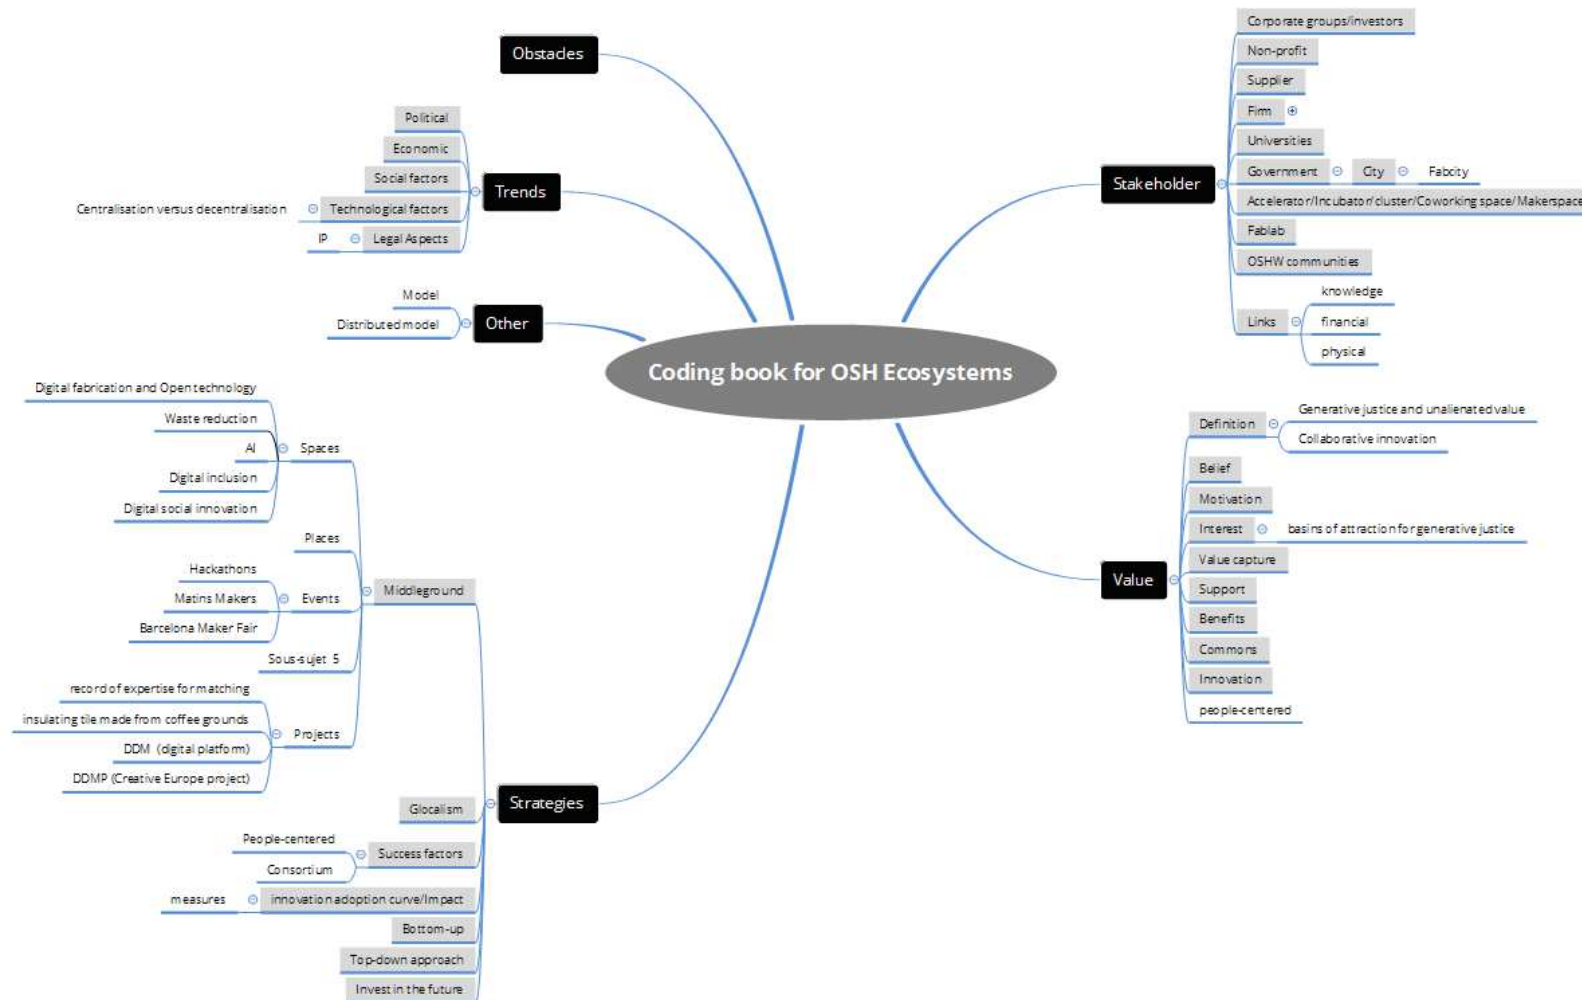 Coding book for OSH Ecosystems
Obstacles
Trends
Political
Economic
Social factors
Technological factors
Centralisation versus decentralisation
Legal Aspects
IP
Other
Model
Distributed model
Strategies
Middleground
Spaces
Digital fabrication and Open technology
Waste reduction
AI
Digital inclusion
Digital social innovation
Places
Events
Hackathons
Matins Makers
Barcelona Maker Fair
Sous-sujet 5
Projects
record of expertise for matching
insulating tile made from coffee grounds
DDM (digital platform)
DDMP (Creative Europe project)
Glocalism
Success factors
People-centered
Consortium
innovation adoption curve/Impact
measures
Bottom-up
Top-down approach
Invest in the future
Stakeholder
Corporate groups/investors
Non-profit
Supplier
Firm
Universities
Government
City
Fabcity
Accelerator/Incubator/cluster/Coworking space/Makerspace
Fablab
OSHW communities
Links
knowledge
financial
physical
Value
Definition
Generative justice and unalienated value
Collaborative innovation
Belief
Motivation
Interest
basins of attraction for generative justice
Value capture
Support
Benefits
Commons
Innovation
people-centered